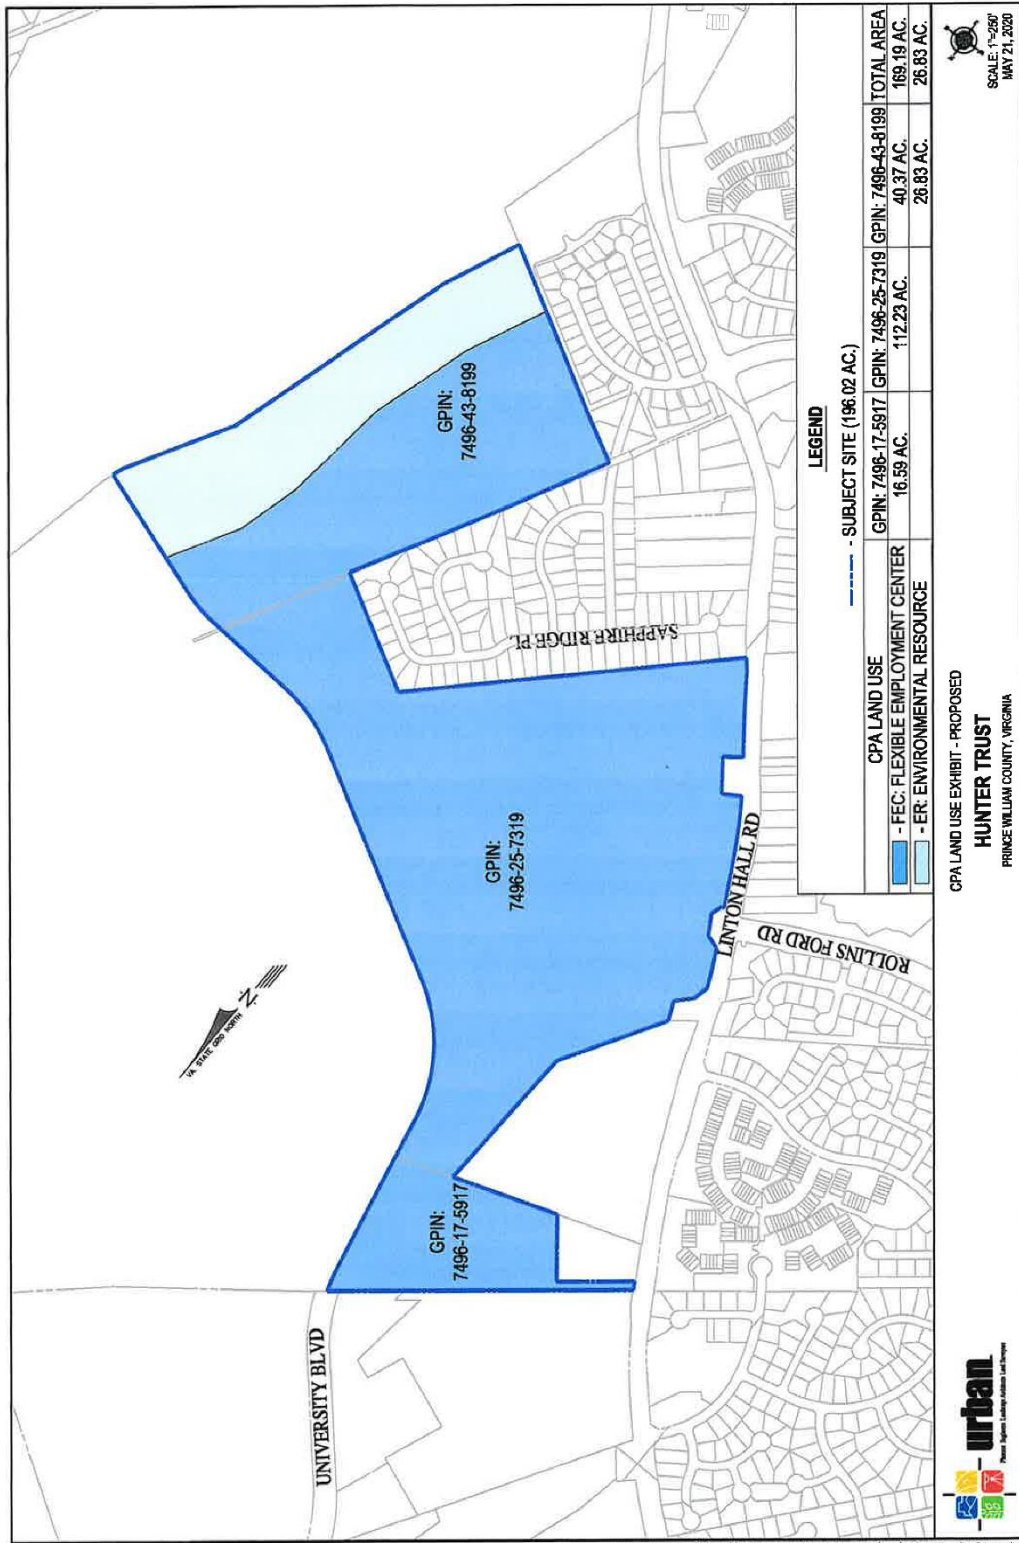 UNIVERSITY BLVD
VA STATE GRID NORTH
N
GPIN:
7496-17-5917
GPIN:
7496-25-7319
GPIN:
7496-43-8199
SAPPHIRE RIDGE PL
LINTON HALL RD
ROLLINS FORD RD
LEGEND
- SUBJECT SITE (196.02 AC.)
CPA LAND USE GPIN: 7496-17-5917 GPIN: 7496-25-7319 GPIN: 7496-43-8199 TOTAL AREA
- FEC: FLEXIBLE EMPLOYMENT CENTER 16.59 AC. 112.23 AC. 40.37 AC. 169.19 AC.
- ER: ENVIRONMENTAL RESOURCE 26.83 AC. 26.83 AC.
urban
CPA LAND USE EXHIBIT - PROPOSED
HUNTER TRUST
PRINCE WILLIAM COUNTY, VIRGINIA
SCALE: 1"=250'
MAY 21, 2020